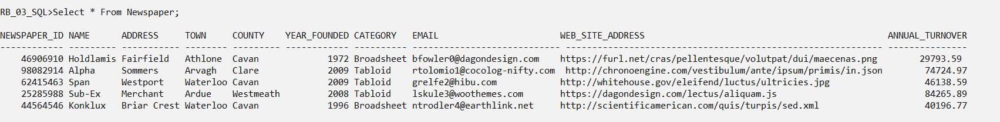 RB_03_SQL>Select * From Newspaper;
NEWSPAPER_ID NAME      ADDRESS     TOWN     COUNTY    YEAR_FOUNDED CATEGORY   EMAIL                       WEB_SITE_ADDRESS                                              ANNUAL_TURNOVER
------------ --------- ----------- -------- --------- ------------ ---------- ---------------------------- ------------------------------------------------------------- ---------------
46906910 Holdlamis Fairfield   Athlone  Cavan             1972 Broadsheet bfowler0@dagondesign.com    https://furl.net/cras/pellentesque/volutpat/dui/maecenas.png        29793.59
98082914 Alpha     Sommers     Arvagh   Clare             2009 Tabloid    rtolomio1@cocolog-nifty.com  http://chronoengine.com/vestibulum/ante/ipsum/primis/in.json        74724.97
62415463 Span      Westport    Waterloo Cavan             2009 Tabloid    grelfe2@hibu.com            http://whitehouse.gov/eleifend/luctus/ultricies.jpg                  46138.59
25285988 Sub-Ex    Merchant    Ardue    Westmeath         2008 Tabloid    lskule3@woothemes.com       https://dagondesign.com/lectus/aliquam.js                            84265.89
44564546 Konklux   Briar Crest Waterloo Cavan             1996 Broadsheet ntrodler4@earthlink.net     http://scientificamerican.com/quis/turpis/sed.xml                    40196.77